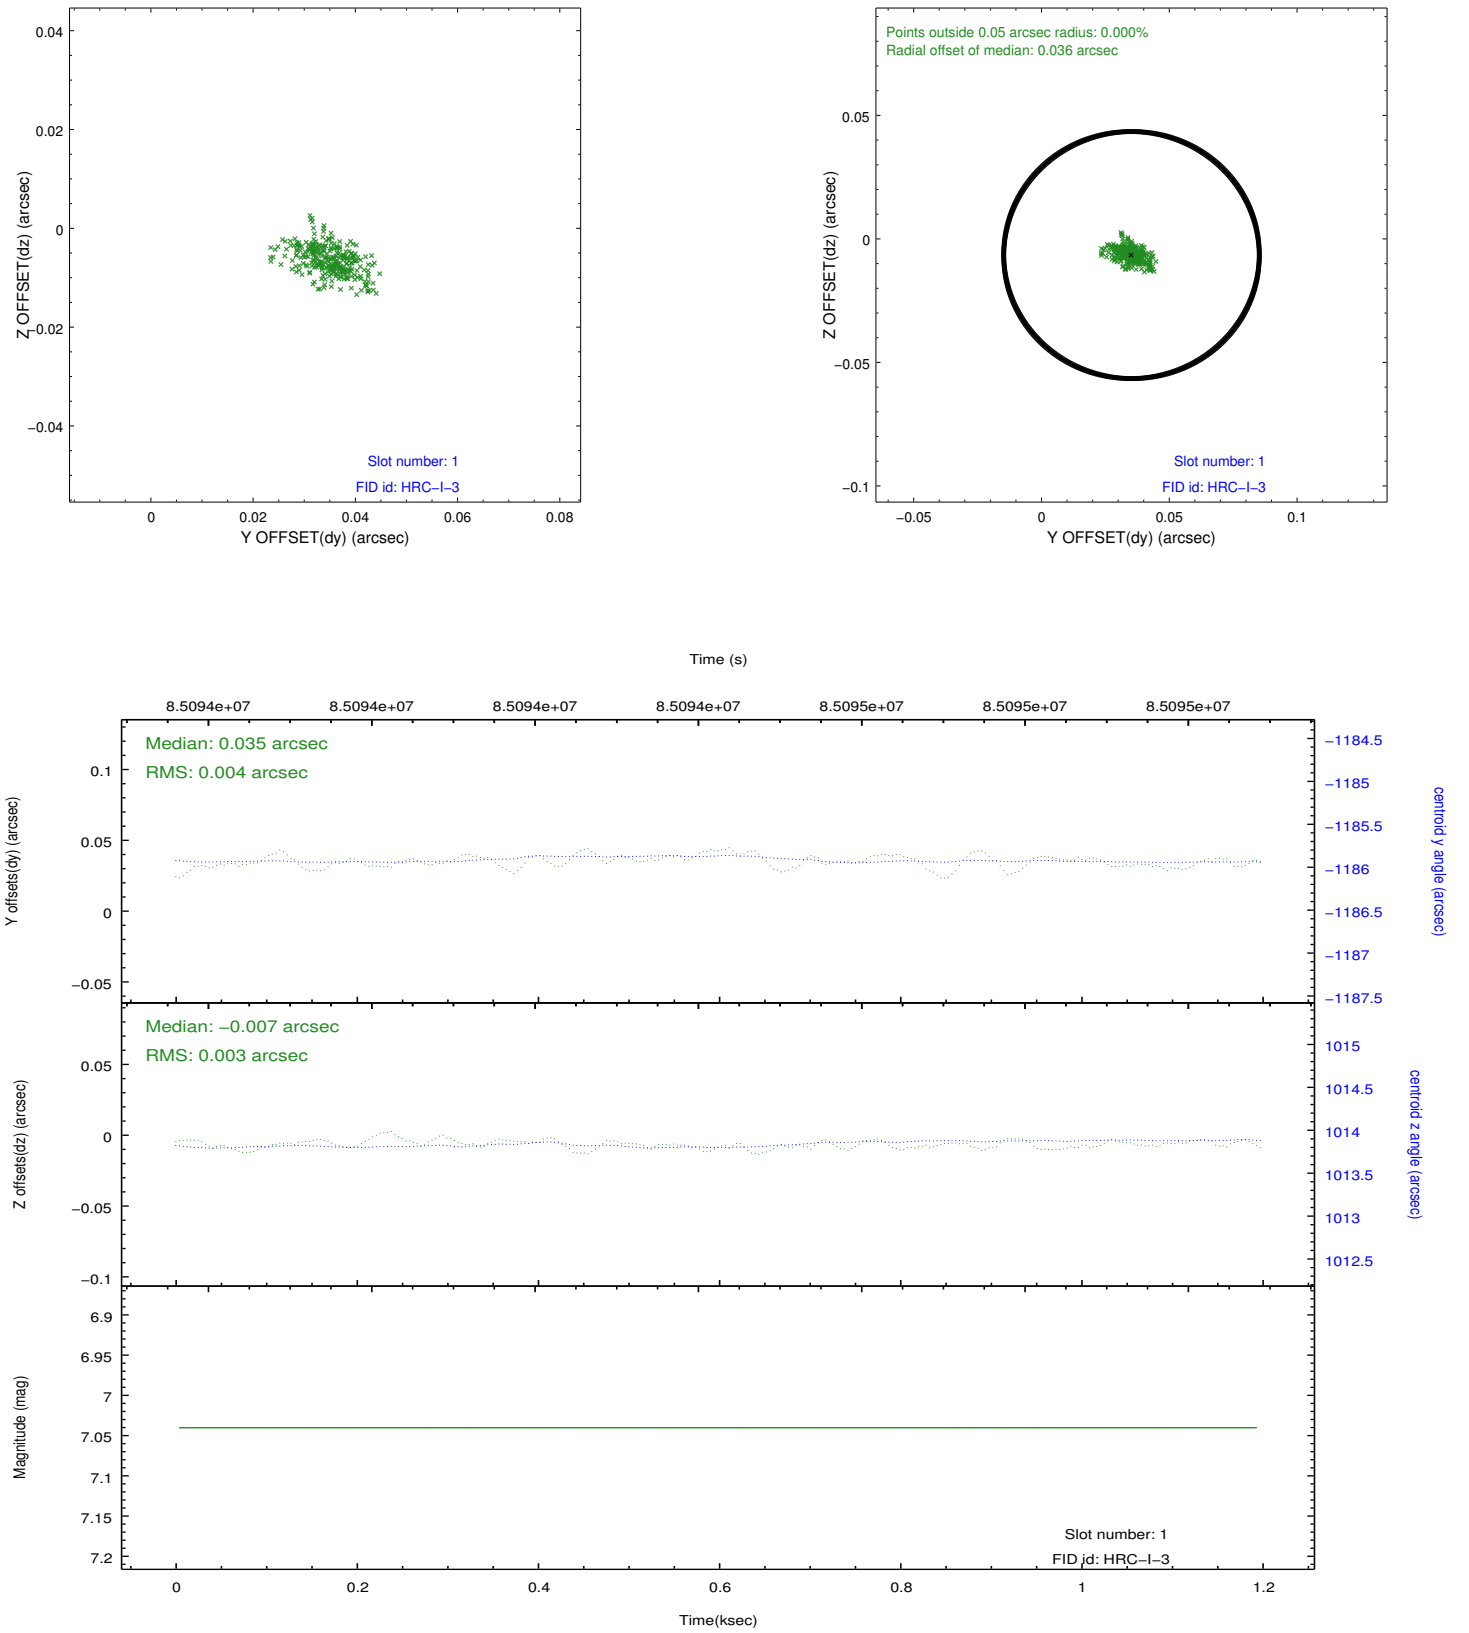 0.04
0.02
0
−0.02
−0.04
Z OFFSET(dz) (arcsec)
Slot number: 1
FID id: HRC−I−3
0
0.02
0.04
0.06
0.08
Y OFFSET(dy) (arcsec)
Points outside 0.05 arcsec radius: 0.000%
Radial offset of median: 0.036 arcsec
0.05
0
−0.05
−0.1
Z OFFSET(dz) (arcsec)
Slot number: 1
FID id: HRC−I−3
−0.05
0
0.05
0.1
Y OFFSET(dy) (arcsec)
Time (s)
8.5094e+07
8.5094e+07
8.5094e+07
8.5094e+07
8.5095e+07
8.5095e+07
8.5095e+07
Median: 0.035 arcsec
RMS: 0.004 arcsec
0.1
0.05
0
−0.05
Y offsets(dy) (arcsec)
−1184.5
−1185
−1185.5
−1186
−1186.5
−1187
−1187.5
centroid y angle (arcsec)
Median: −0.007 arcsec
RMS: 0.003 arcsec
0.05
0
−0.05
−0.1
Z offsets(dz) (arcsec)
1015
1014.5
1014
1013.5
1013
1012.5
centroid z angle (arcsec)
6.9
6.95
7
7.05
7.1
7.15
7.2
Magnitude (mag)
Slot number: 1
FID id: HRC−I−3
0
0.2
0.4
0.6
0.8
1
1.2
Time(ksec)